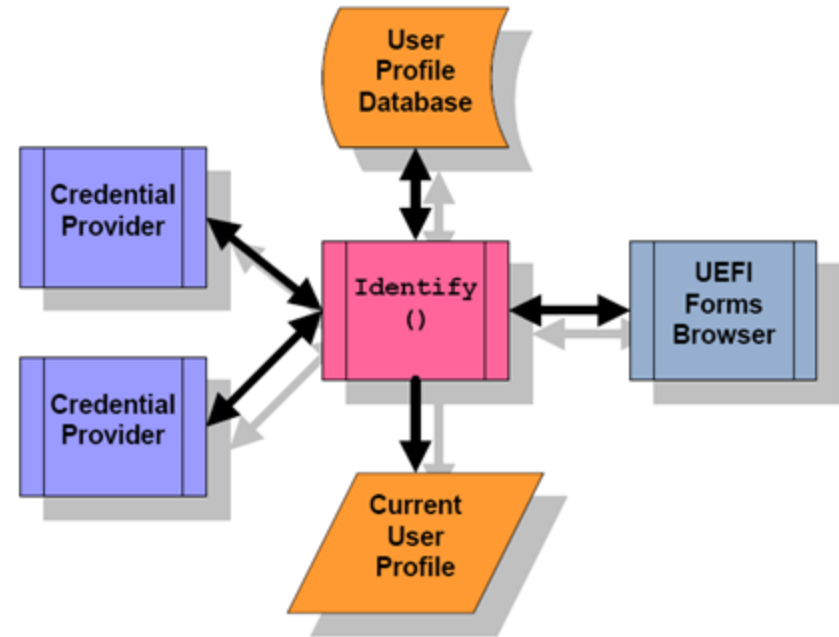 User
Profile
Database
Credential
Provider
Identify
()
UEFI
Forms
Browser
Credential
Provider
Current
User
Profile